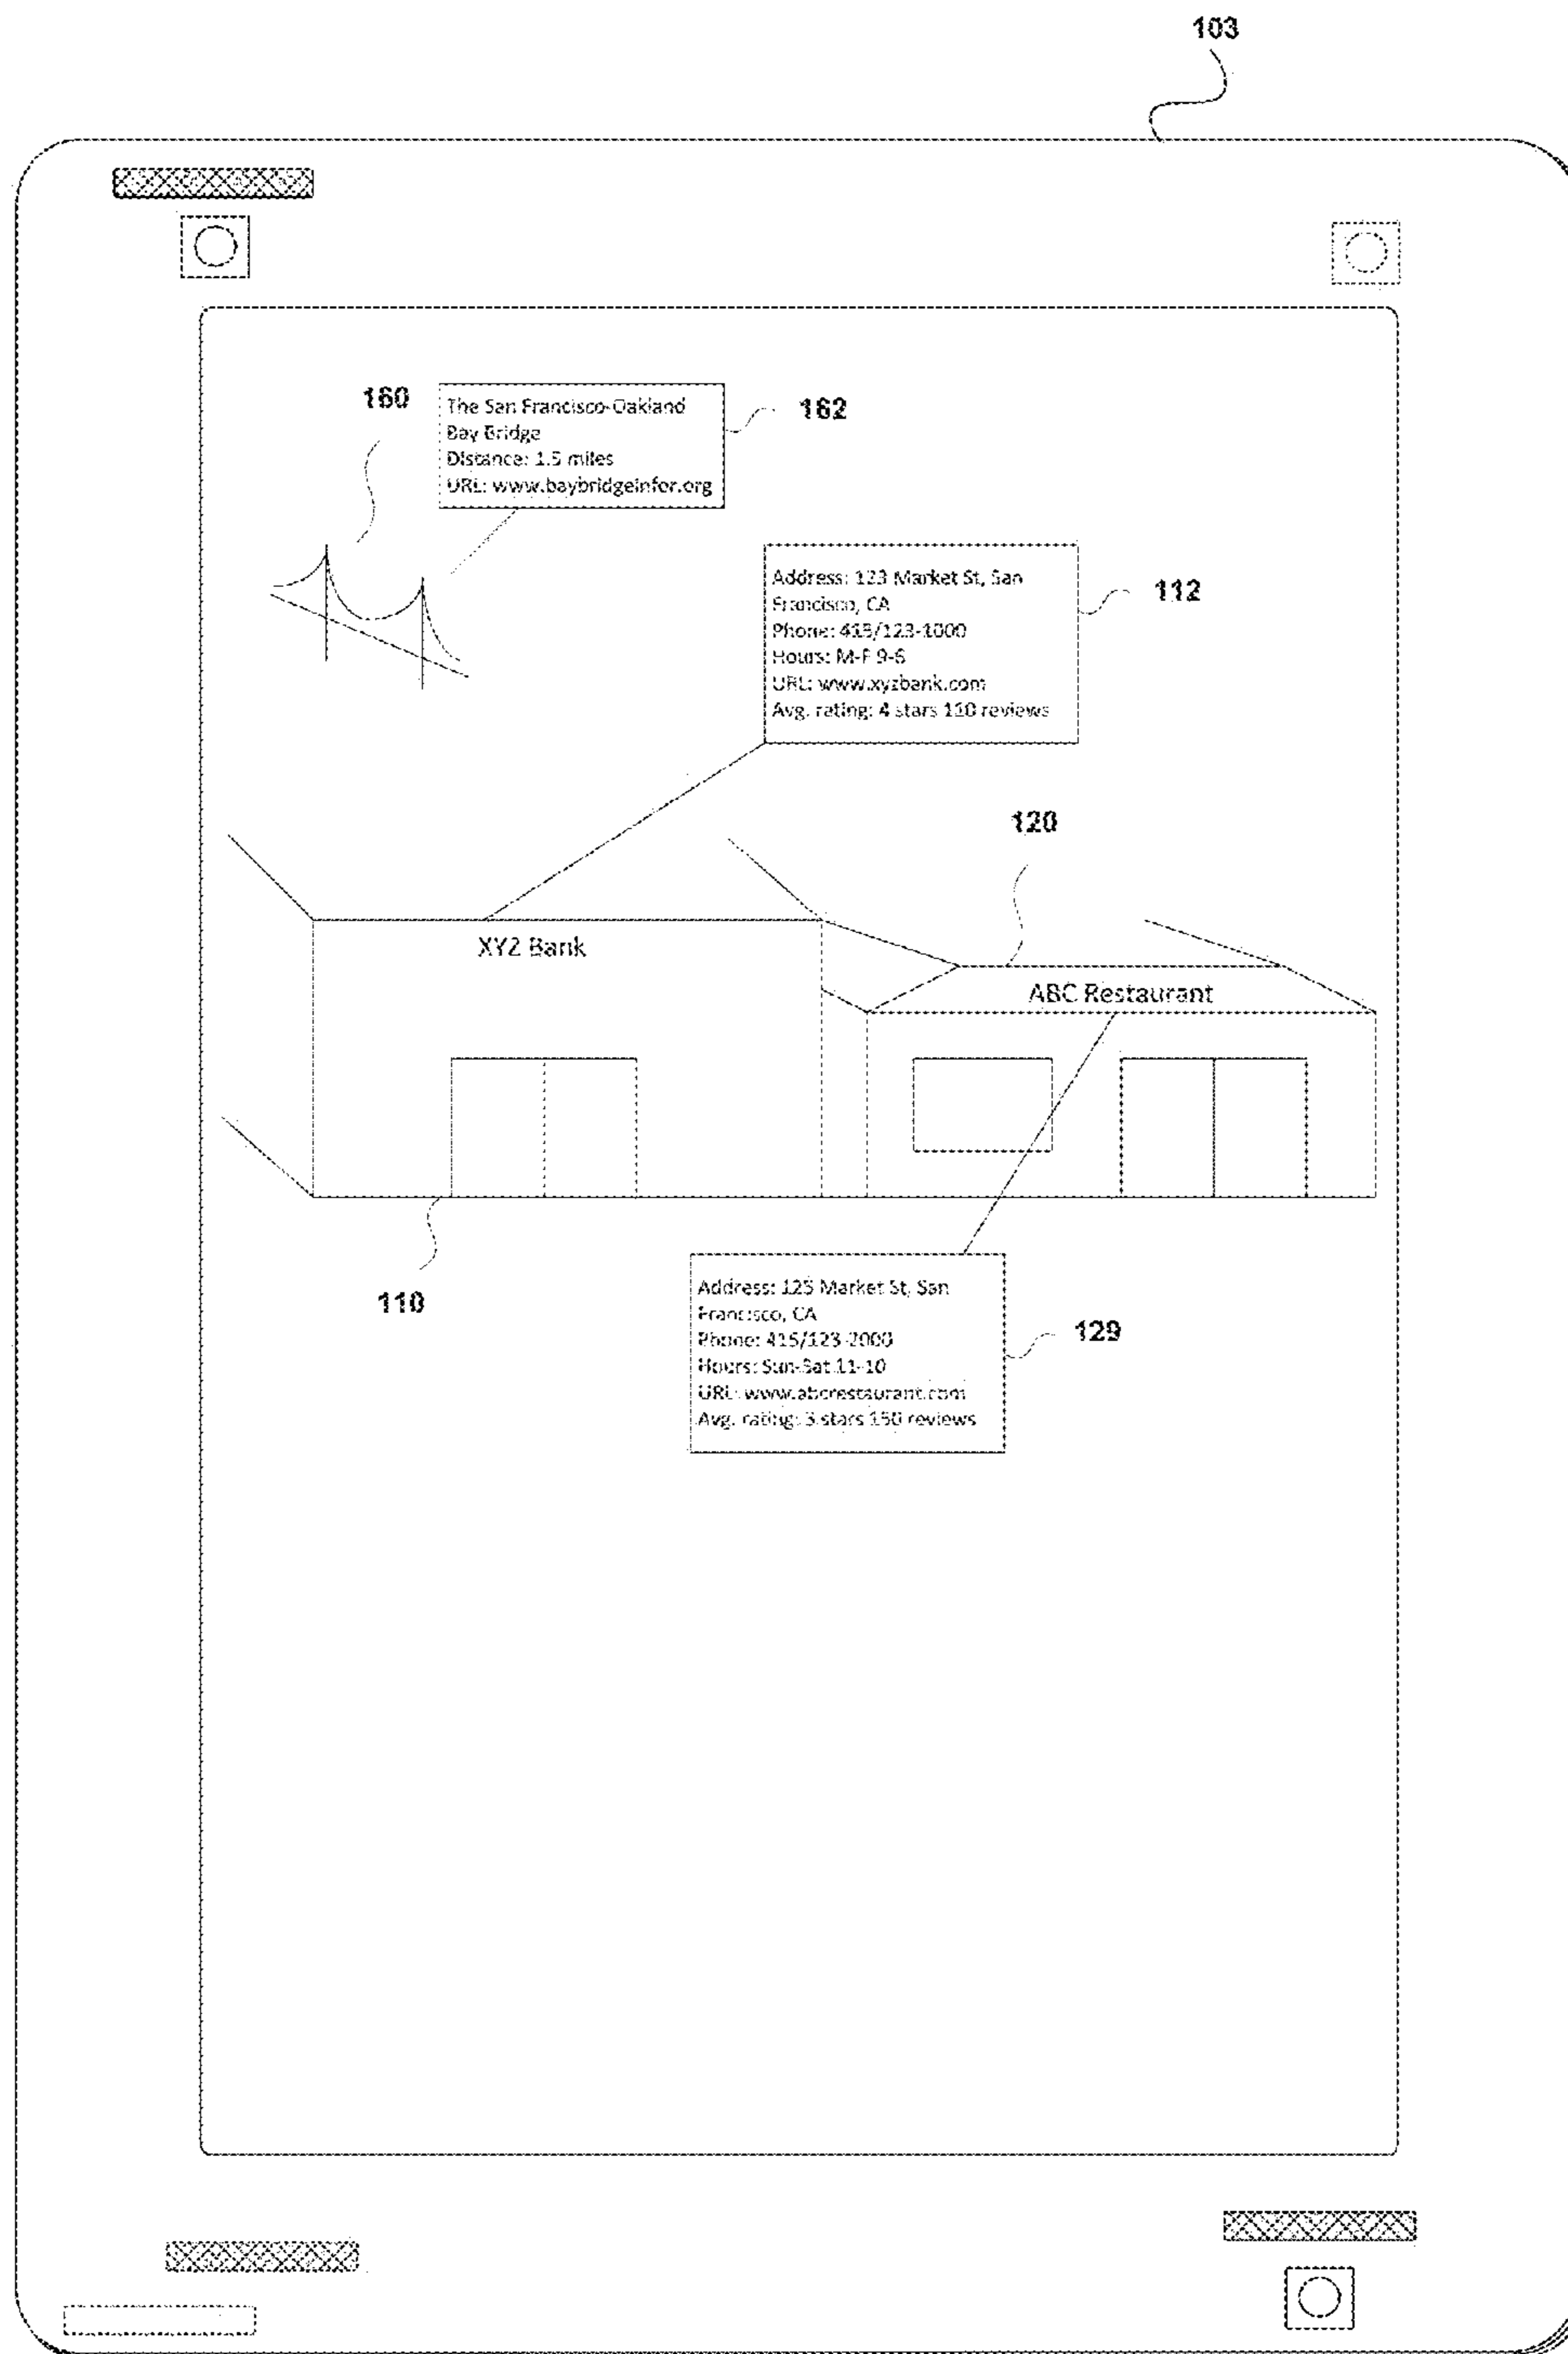 103
160
The San Francisco-Oakland
Bay Bridge
Distance: 1.5 miles
URL: www.baybridgeinfor.org
162
Address: 123 Market St, San
Francisco, CA
Phone: 415/123-1000
Hours: M-F 9-6
URL: www.xyzbank.com
Avg. rating: 4 stars 110 reviews
112
120
XYZ Bank
ABC Restaurant
110
Address: 125 Market St, San
Francisco, CA
Phone: 415/123-2000
Hours: Sun-Sat 11-10
URL: www.abcrestaurant.com
Avg. rating: 3 stars 150 reviews
129